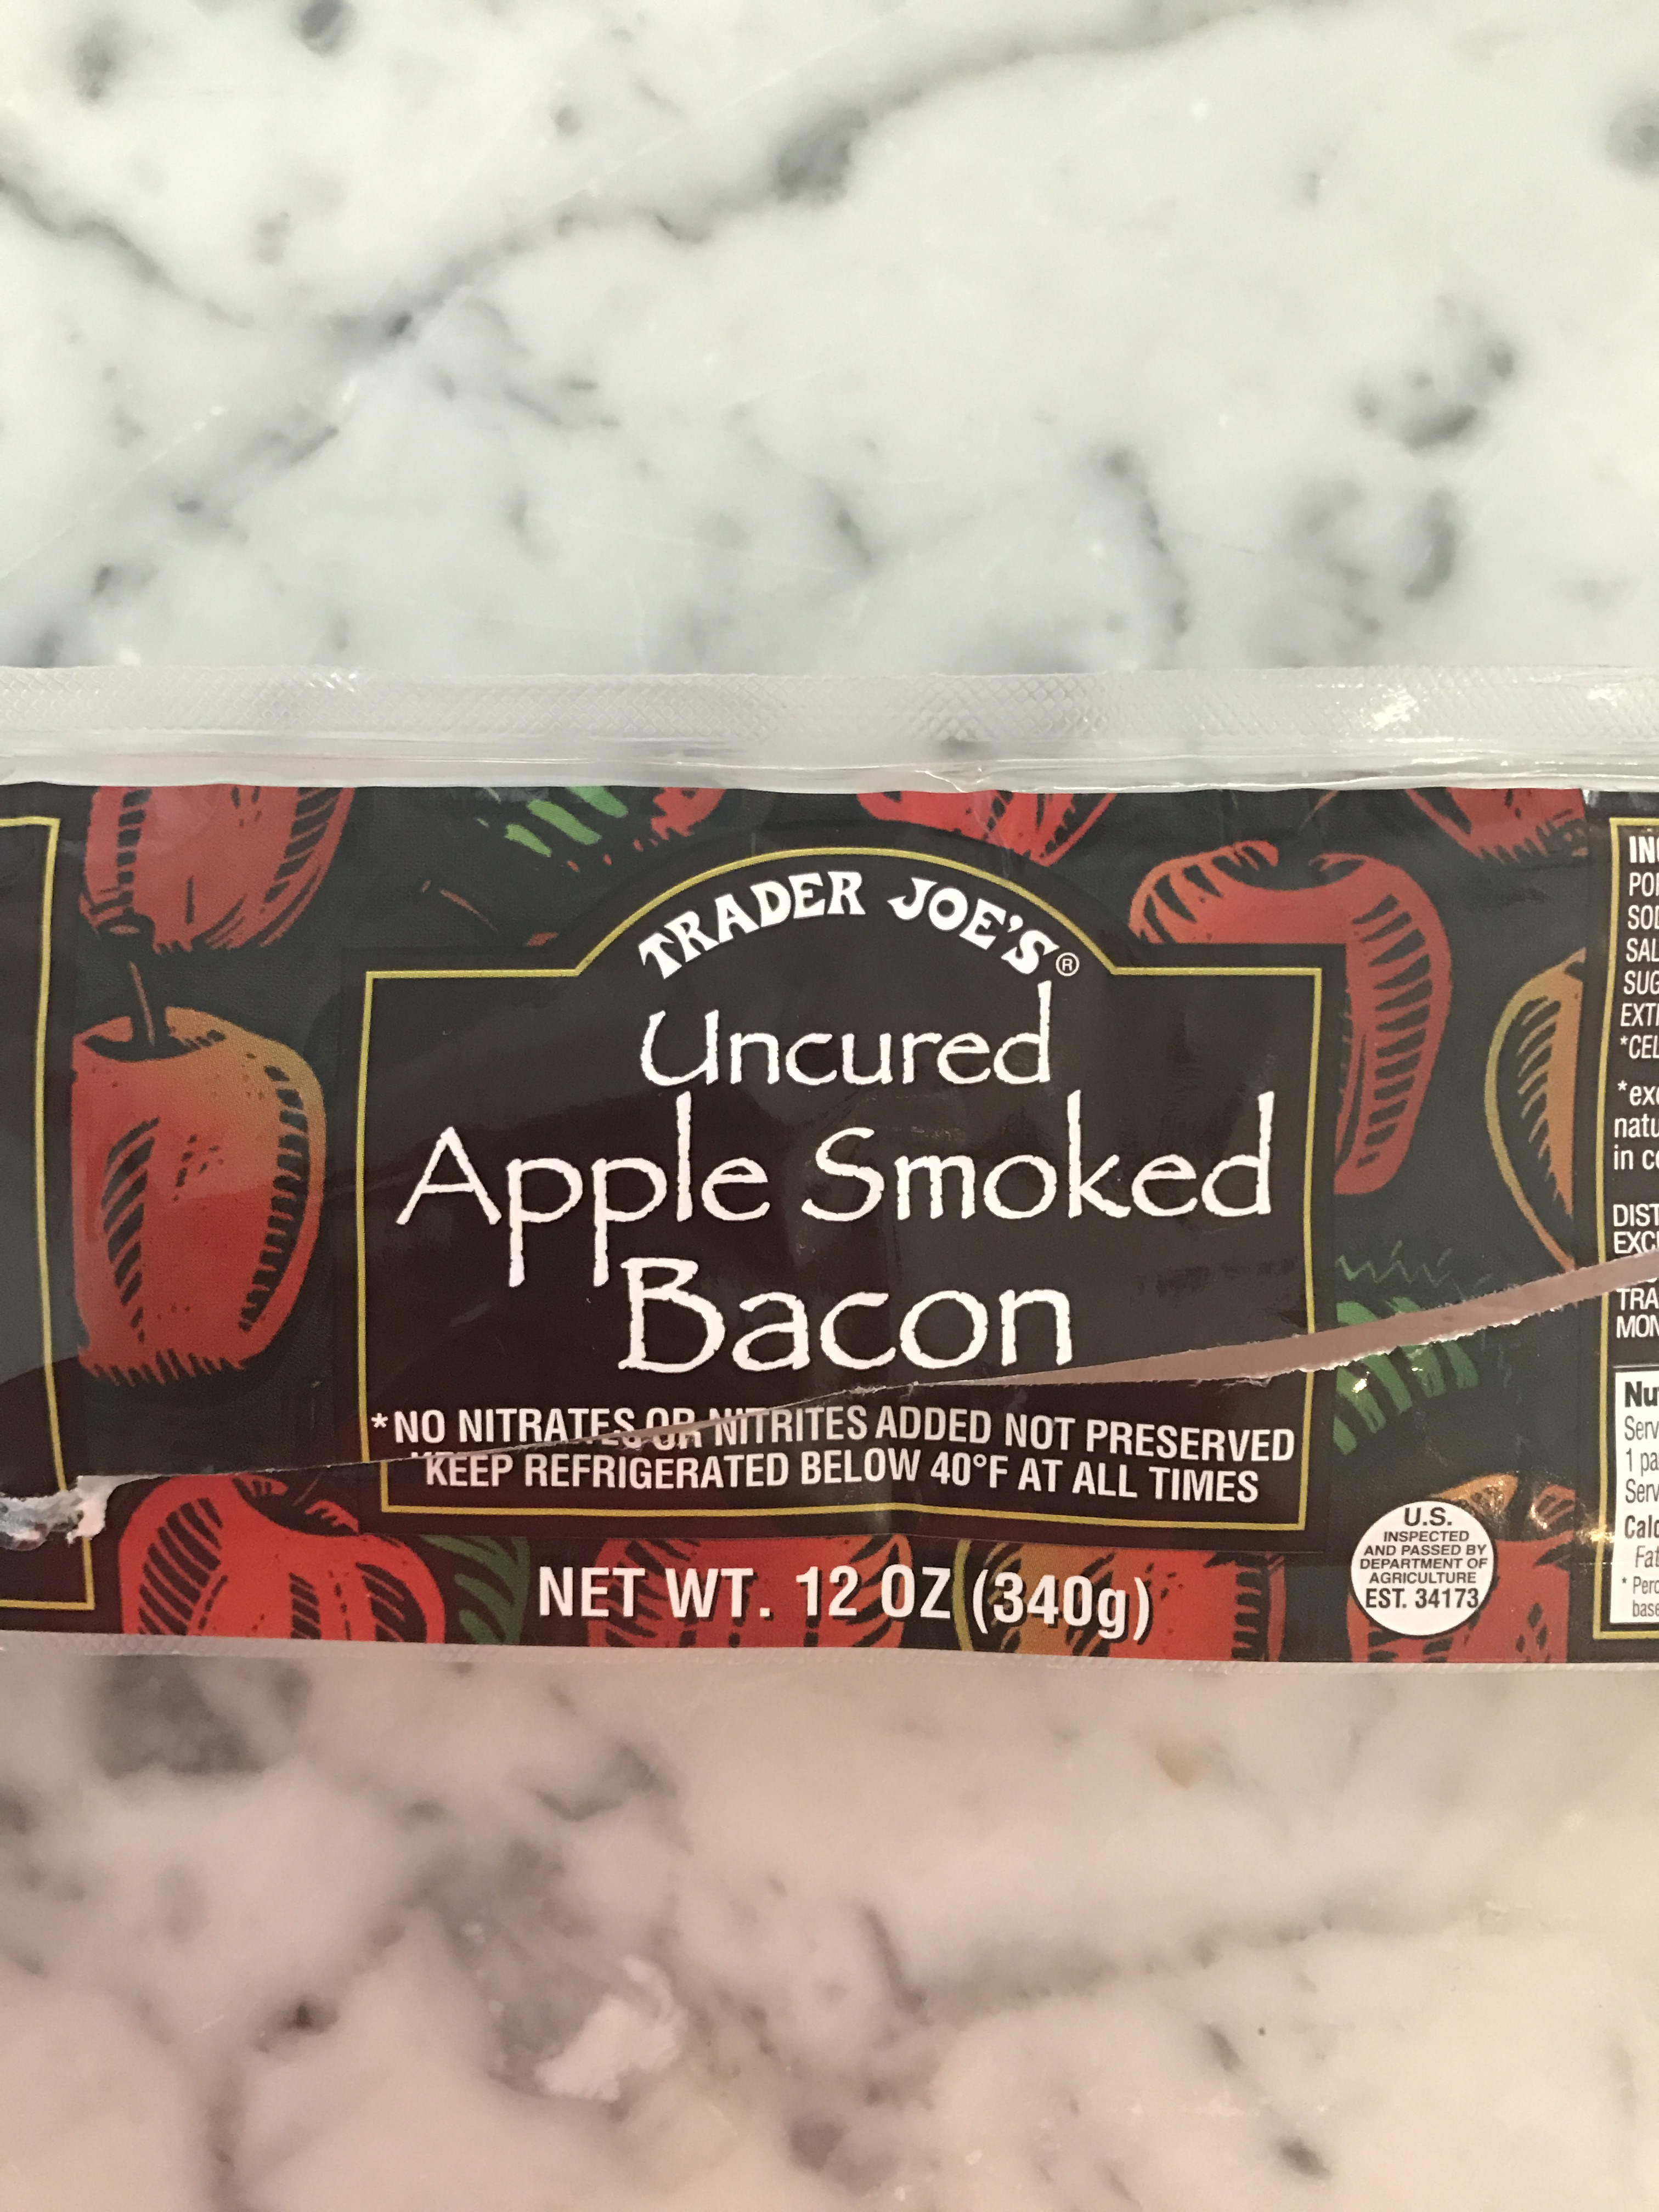 TRADER JOE'S®
Uncured
Apple Smoked
Bacon
*NO NITRATES OR NITRITES ADDED NOT PRESERVED
KEEP REFRIGERATED BELOW 40°F AT ALL TIMES
NET WT. 12 OZ (340g)
U.S.
INSPECTED
AND PASSED BY
DEPARTMENT OF
AGRICULTURE
EST. 34173